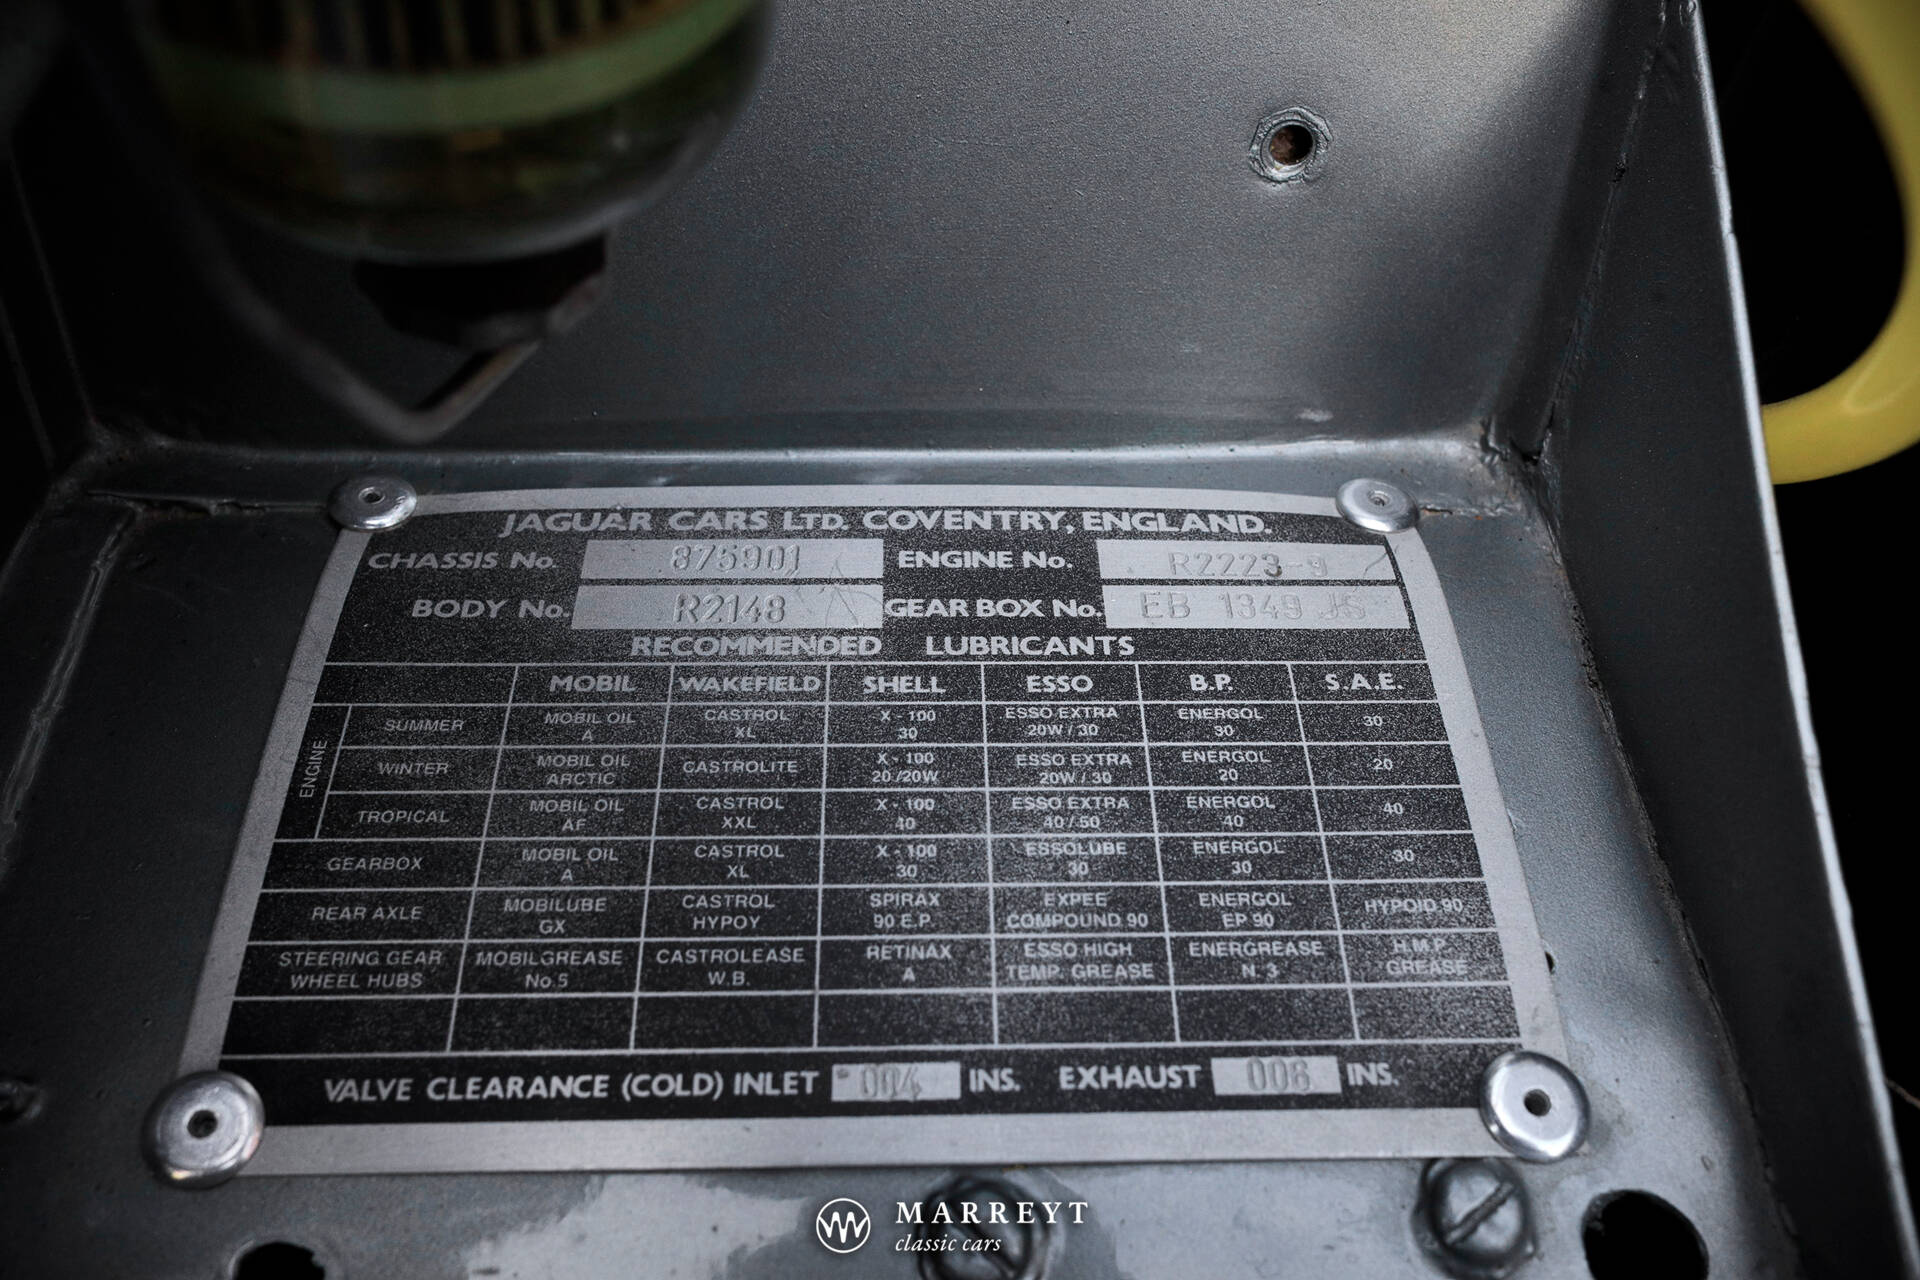 JAGUAR CARS LTD. COVENTRY, ENGLAND.
CHASSIS No. 875901 ENGINE No. R2223-9
BODY No. R2148 GEAR BOX No. EB 1349 JS
RECOMMENDED LUBRICANTS
MOBIL WAKEFIELD SHELL ESSO B.P. S.A.E.
ENGINE
SUMMER MOBIL OIL A CASTROL XL X - 100 30 ESSO EXTRA 20W / 30 ENERGOL 30 30
WINTER MOBIL OIL ARCTIC CASTROLITE X - 100 20 /20W ESSO EXTRA 20W / 30 ENERGOL 20 20
TROPICAL MOBIL OIL AF CASTROL XXL X - 100 40 ESSO EXTRA 40 / 50 ENERGOL 40 40
GEARBOX MOBIL OIL A CASTROL XL X - 100 30 ESSOLUBE 30 ENERGOL 30 30
REAR AXLE MOBILUBE GX CASTROL HYPOY SPIRAX 90 E.P. EXPEE COMPOUND 90 ENERGOL EP 90 HYPOID 90
STEERING GEAR WHEEL HUBS MOBILGREASE No.5 CASTROLEASE W.B. RETINAX A ESSO HIGH TEMP. GREASE ENERGREASE N 3 H.M.P. GREASE
VALVE CLEARANCE (COLD) INLET 004 INS. EXHAUST 006 INS.
MARREYT
classic cars